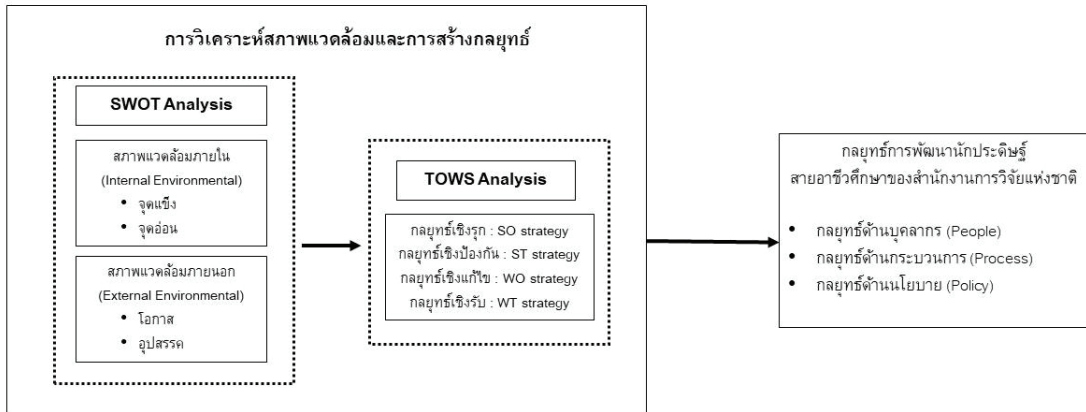 การวิเคราะห์สภาพแวดล้อมและการสร้างกลยุทธ์
SWOT Analysis
สภาพแวดล้อมภายใน
(Internal Environmental)
• จุดแข็ง
• จุดอ่อน
สภาพแวดล้อมภายนอก
(External Environmental)
• โอกาส
• อุปสรรค
TOWS Analysis
กลยุทธ์เชิงรุก : SO strategy
กลยุทธ์เชิงป้องกัน : ST strategy
กลยุทธ์เชิงแก้ไข : WO strategy
กลยุทธ์เชิงรับ : WT strategy
กลยุทธ์การพัฒนานักประดิษฐ์
สายอาชีวศึกษาของสำนักงานการวิจัยแห่งชาติ
• กลยุทธ์ด้านบุคลากร (People)
• กลยุทธ์ด้านกระบวนการ (Process)
• กลยุทธ์ด้านนโยบาย (Policy)